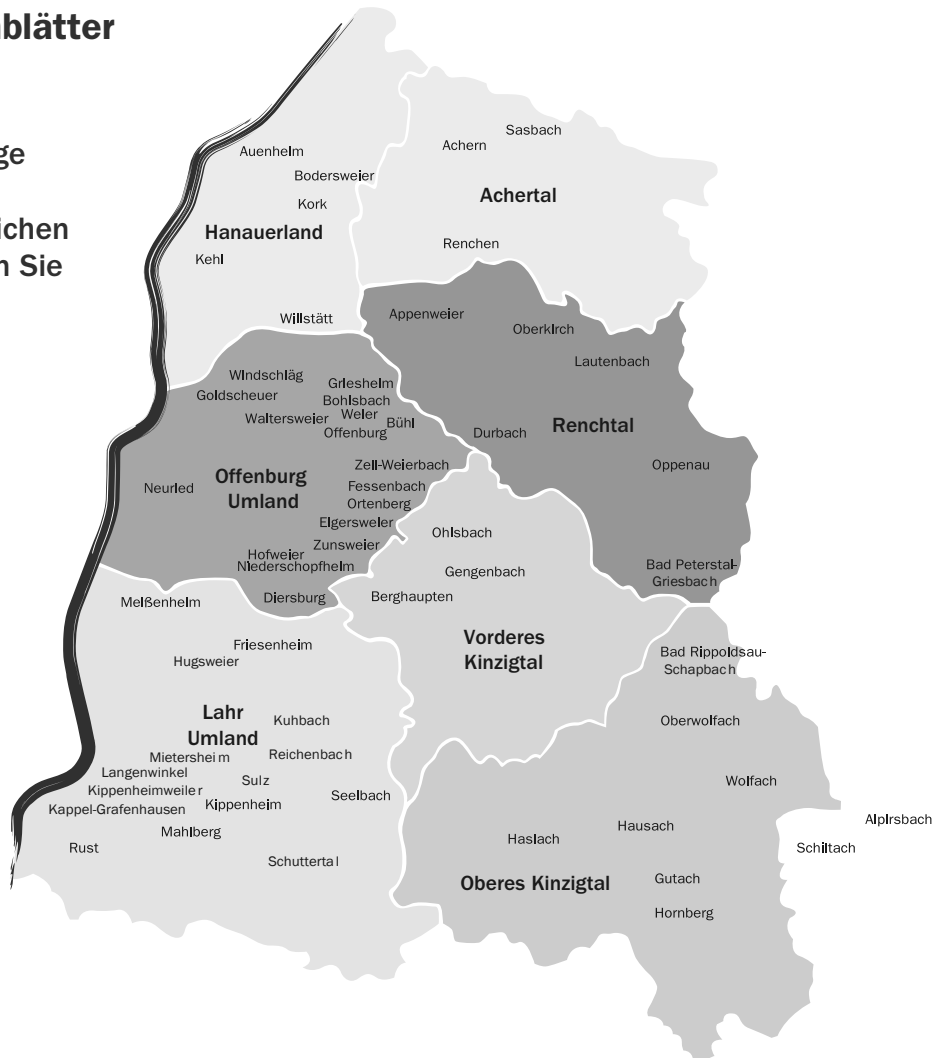 blätter
ge
ichen
n Sie
Auenheim
Bodersweier
Kork
Hanauerland
Kehl
Willstätt
Sasbach
Achern
Achertal
Renchen
Appenweier
Oberkirch
Lautenbach
Durbach
Renchtal
Oppenau
Bad Peterstal-
Griesbach
Windschläg
Goldscheuer
Griesheim
Bohlsbach
Waltersweier
Weier
Bühl
Offenburg
Zell-Weierbach
Offenburg
Umland
Neuried
Fessenbach
Ortenberg
Elgersweier
Zunsweier
Hofweier
Niederschopfheim
Diersburg
Ohlsbach
Gengenbach
Berghaupten
Vorderes
Kinzigtal
Meißenheim
Friesenheim
Hugsweier
Lahr
Umland
Kuhbach
Mietersheim
Reichenbach
Langenwinkel
Sulz
Kippenheimweiler
Seelbach
Kappel-Grafenhausen
Kippenheim
Mahlberg
Rust
Schuttertal
Bad Rippoldsau-
Schapbach
Oberwolfach
Wolfach
Alpirsbach
Schiltach
Hausach
Haslach
Oberes Kinzigtal
Gutach
Hornberg